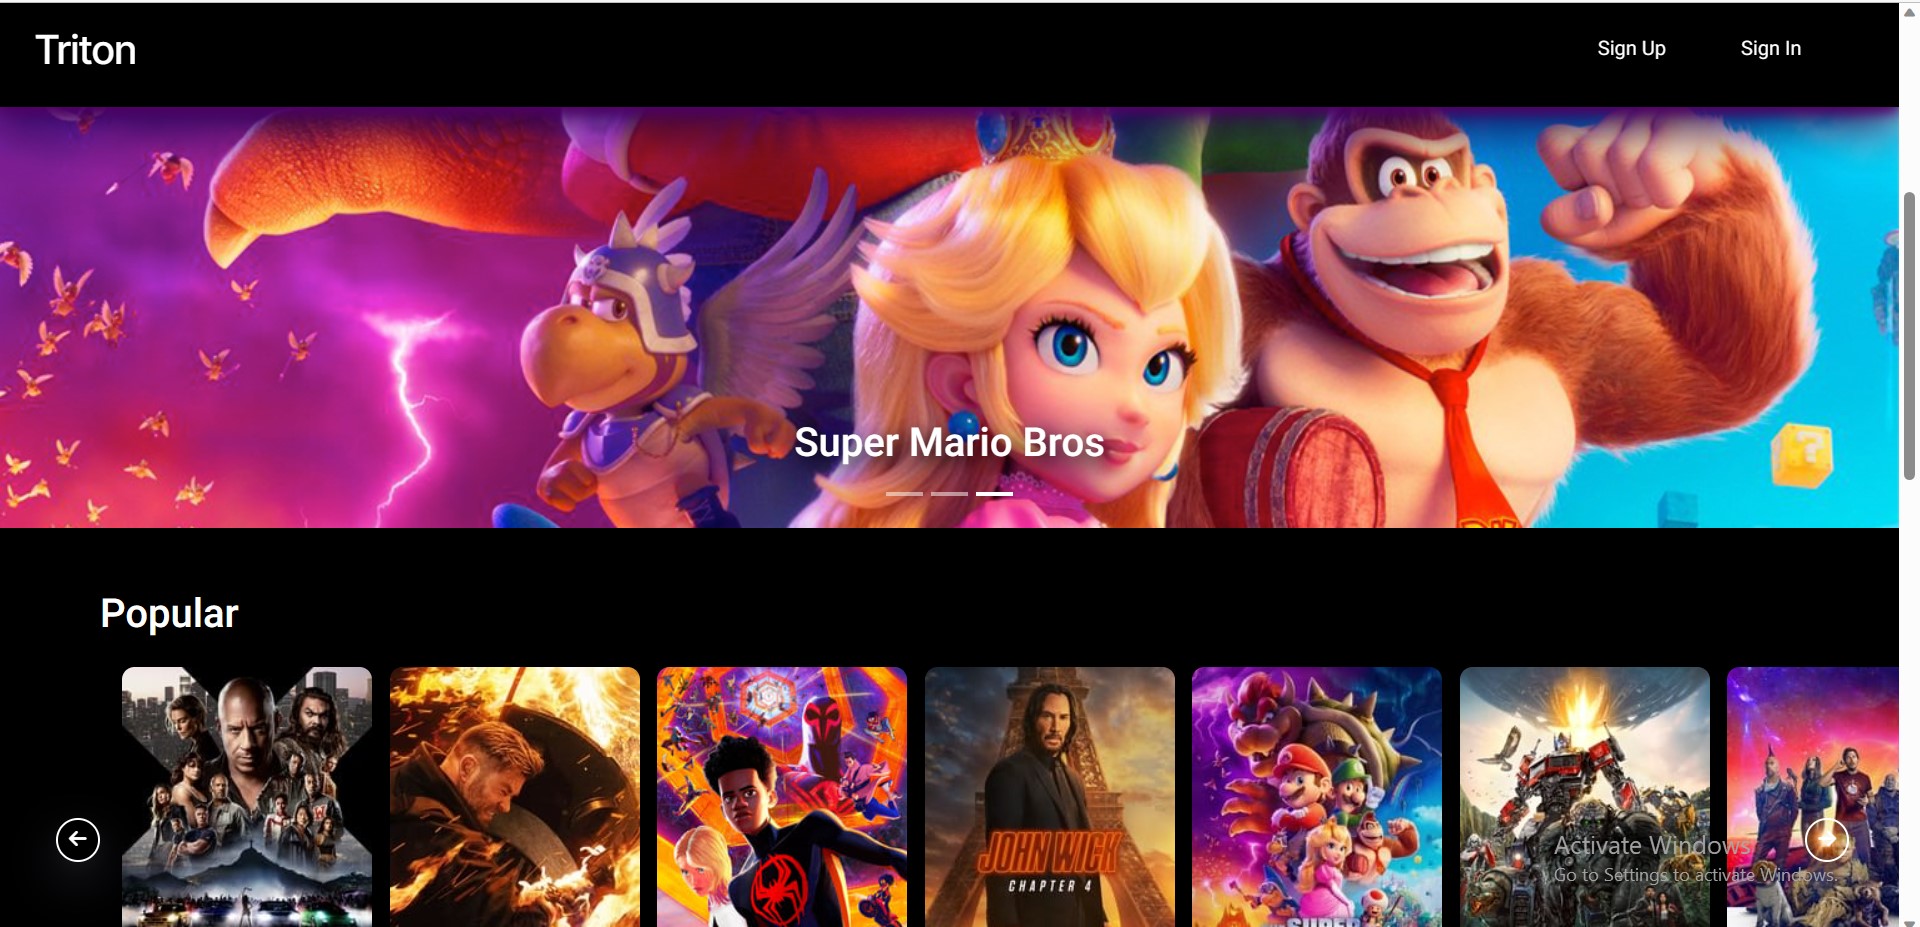 Triton
Sign Up
Sign In
Super Mario Bros
Popular
JOHN WICK
CHAPTER 4
SUPER
Activate Windows
Go to Settings to activate Windows.